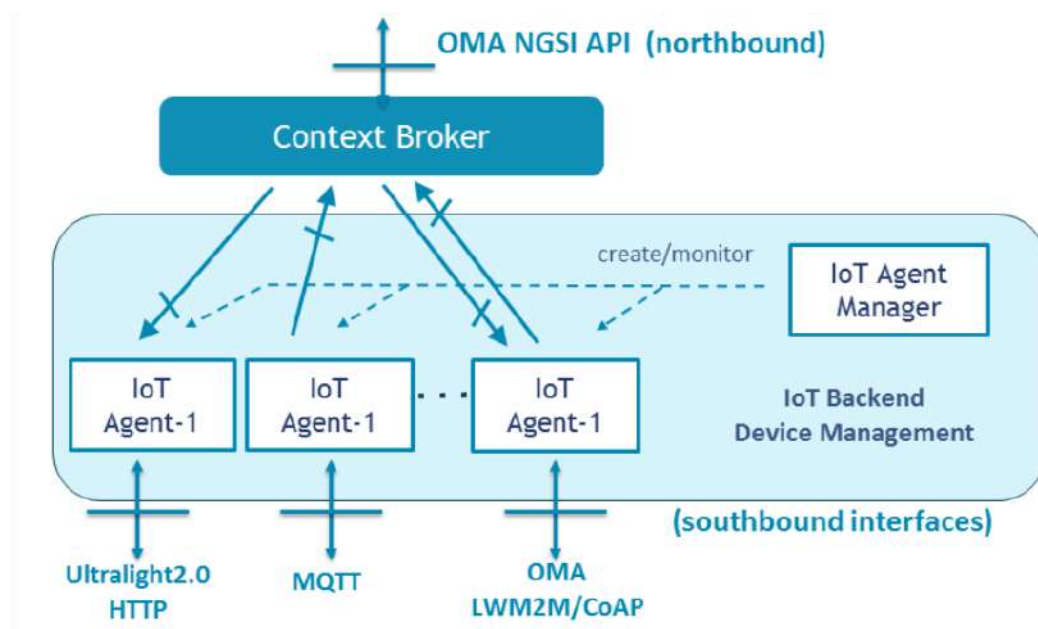 OMA NGSI API (northbound)
Context Broker
create/monitor
IoT Agent
Manager
IoT
Agent-1
IoT
Agent-1
. . .
IoT
Agent-1
IoT Backend
Device Management
(southbound interfaces)
Ultralight2.0
HTTP
MQTT
OMA
LWM2M/CoAP